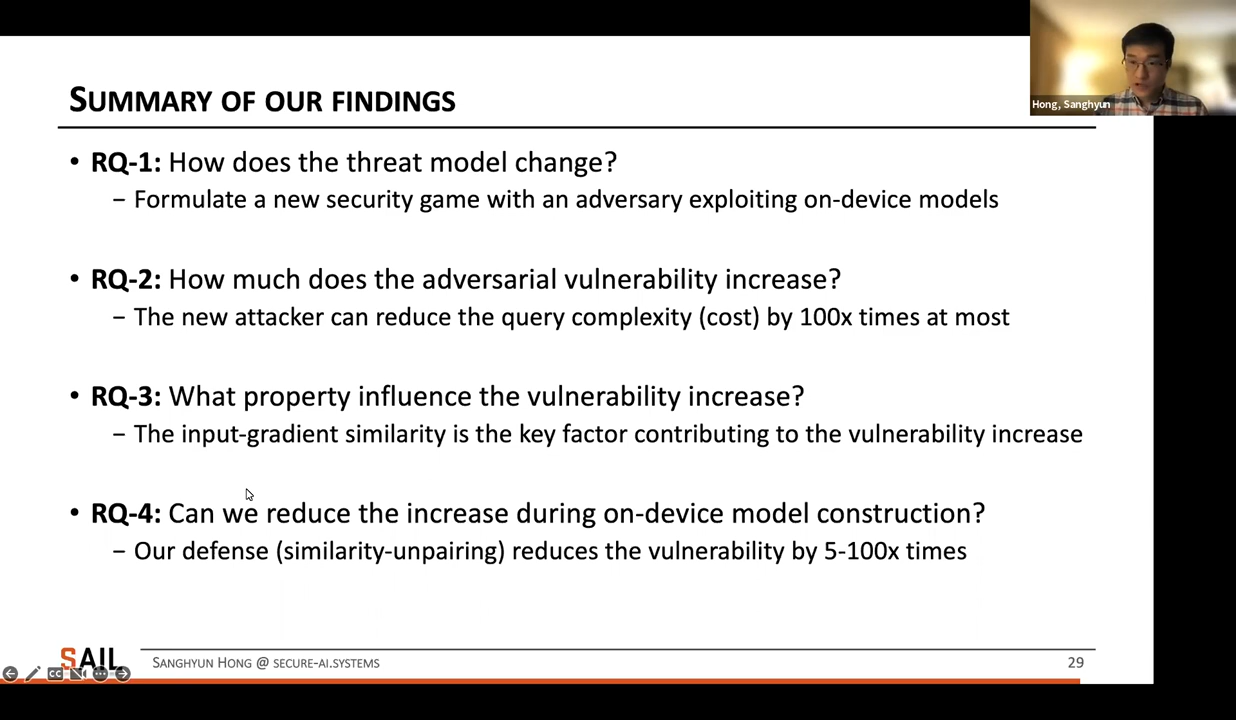 SUMMARY OF OUR FINDINGS
Hong, Sanghyun
• RQ-1: How does the threat model change?
− Formulate a new security game with an adversary exploiting on-device models
• RQ-2: How much does the adversarial vulnerability increase?
− The new attacker can reduce the query complexity (cost) by 100x times at most
• RQ-3: What property influence the vulnerability increase?
− The input-gradient similarity is the key factor contributing to the vulnerability increase
• RQ-4: Can we reduce the increase during on-device model construction?
− Our defense (similarity-unpairing) reduces the vulnerability by 5-100x times
SAIL
SANGHYUN HONG @ SECURE-AI.SYSTEMS
29
CC